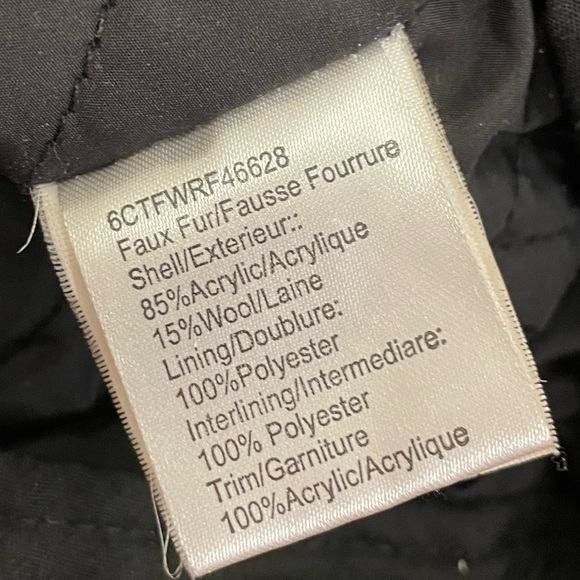 6CTFWRF46628
Faux Fur/Fausse Fourrure
Shell/Exterieur::
85%Acrylic/Acrylique
15%Wool/Laine
Lining/Doublure:
100%Polyester
Interlining/Intermediare:
100% Polyester
Trim/Garniture
100%Acrylic/Acrylique